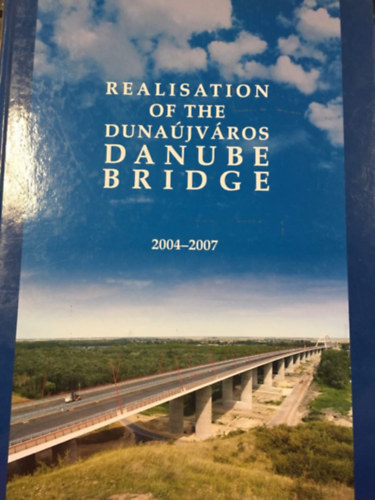 REALISATION
OF THE
DUNAÚJVÁROS
DANUBE
BRIDGE
2004–2007